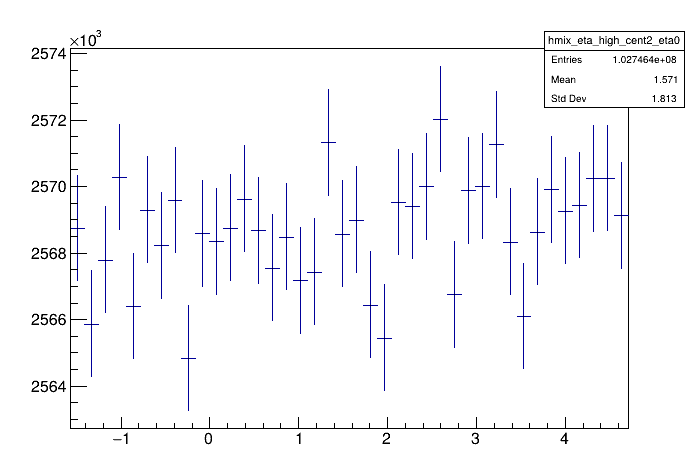 ×10³
2574
2572
2570
2568
2566
2564
−1 0 1 2 3 4
hmix_eta_high_cent2_eta0
Entries 1.027464e+08
Mean 1.571
Std Dev 1.813